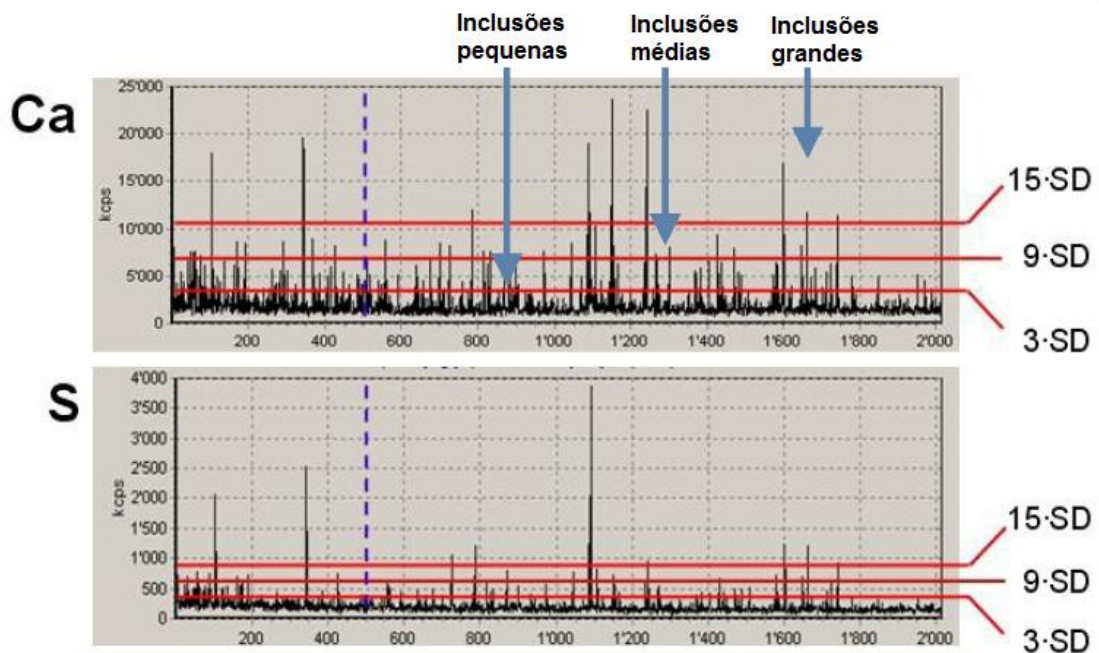 Inclusões
pequenas
Inclusões
médias
Inclusões
grandes
Ca
kcps
25'000
20'000
15'000
10'000
5'000
0
200
400
600
800
1'000
1'200
1'400
1'600
1'800
2'000
15·SD
9·SD
3·SD
S
kcps
4'000
3'500
3'000
2'500
2'000
1'500
1'000
500
0
200
400
600
800
1'000
1'200
1'400
1'600
1'800
2'000
15·SD
9·SD
3·SD